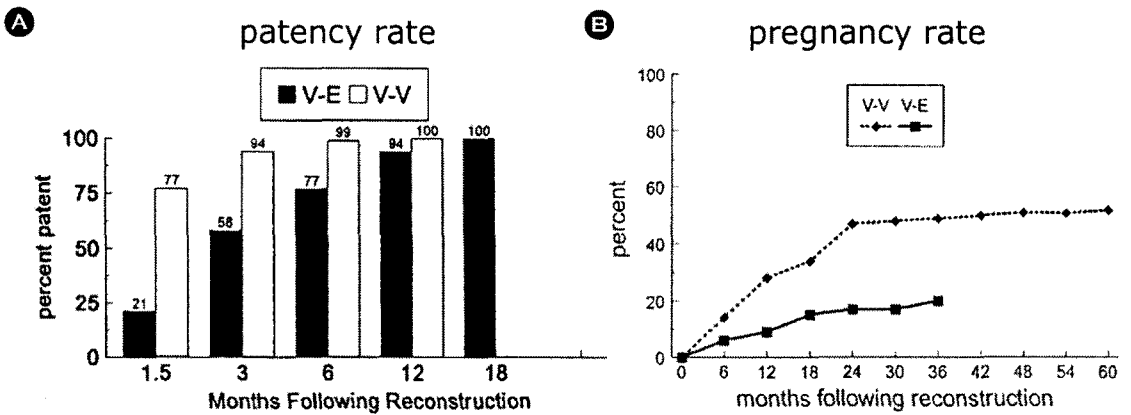 A
patency rate
V-E V-V
100
75
50
25
0
percent patent
21
77
58
94
77
99
94
100
100
1.5 3 6 12 18
Months Following Reconstruction
B
pregnancy rate
V-V V-E
100
80
60
40
20
0
percent
0 6 12 18 24 30 36 42 48 54 60
months following reconstruction